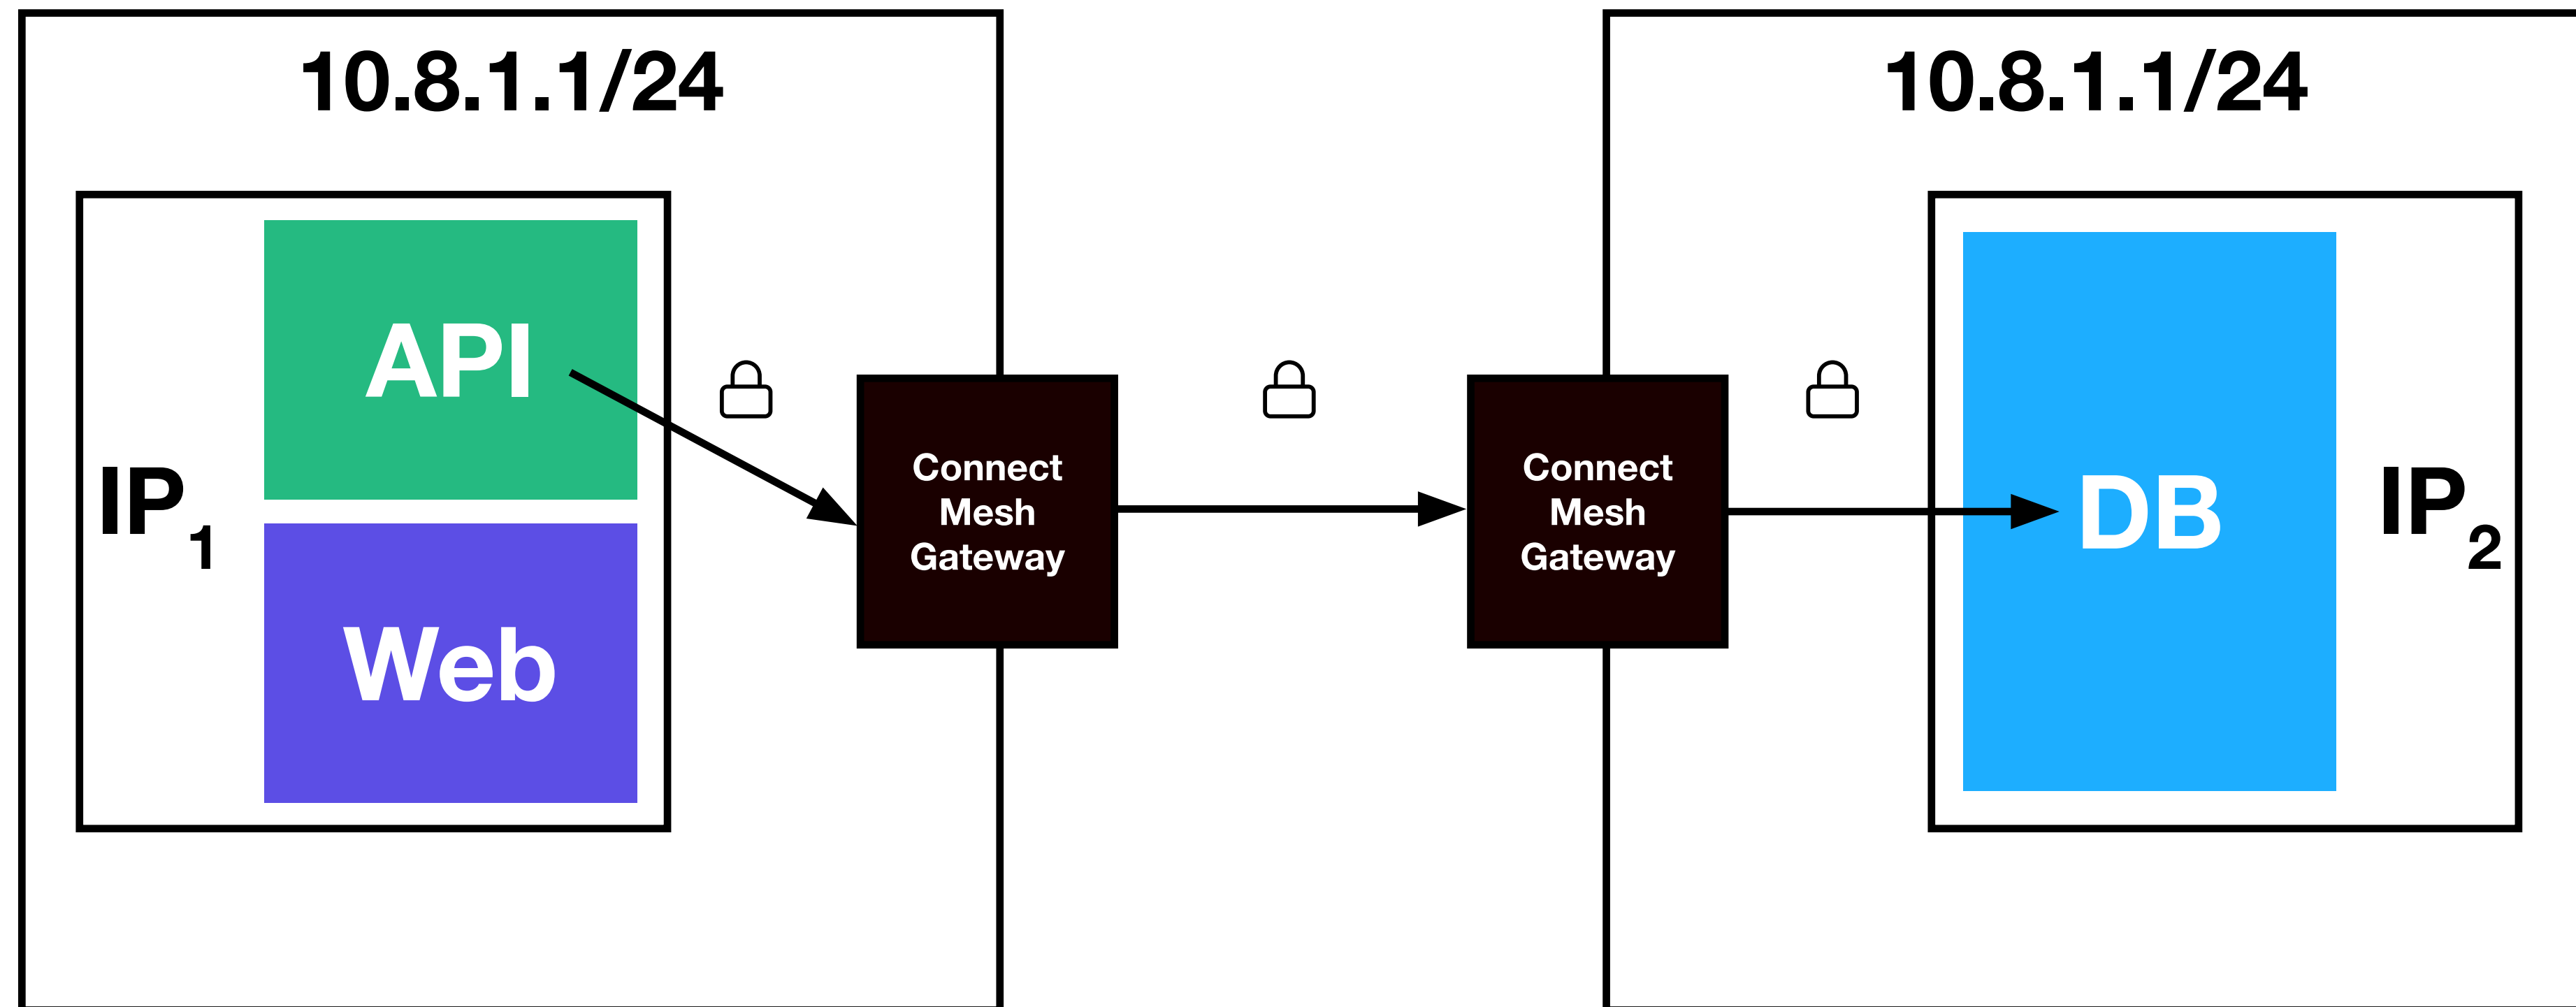 10.8.1.1/24
10.8.1.1/24
API
Web
IP1
Connect
Mesh
Gateway
Connect
Mesh
Gateway
DB
IP2